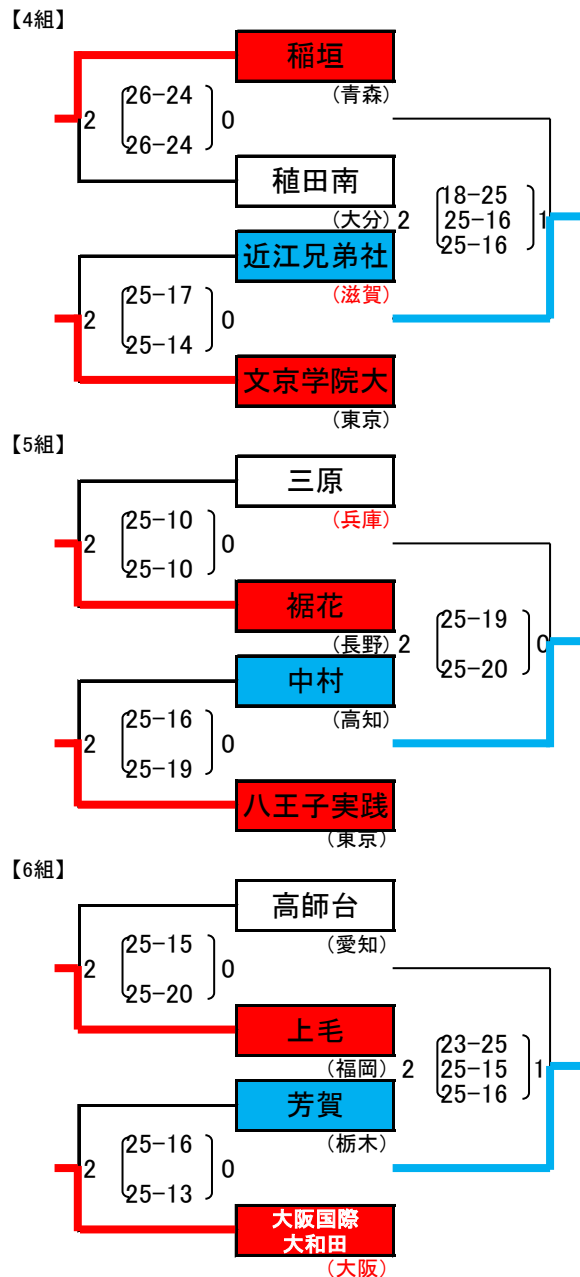 【4組】
稲垣
(青森)
2
26-24
26-24
0
稙田南
(大分)
近江兄弟社
(滋賀)
2
25-17
25-14
0
文京学院大
(東京)
2
18-25
25-16
25-16
1
【5組】
三原
(兵庫)
2
25-10
25-10
0
裾花
(長野)
中村
(高知)
2
25-16
25-19
0
八王子実践
(東京)
2
25-19
25-20
0
【6組】
高師台
(愛知)
2
25-15
25-20
0
上毛
(福岡)
芳賀
(栃木)
2
25-16
25-13
0
大阪国際
大和田
(大阪)
2
23-25
25-15
25-16
1